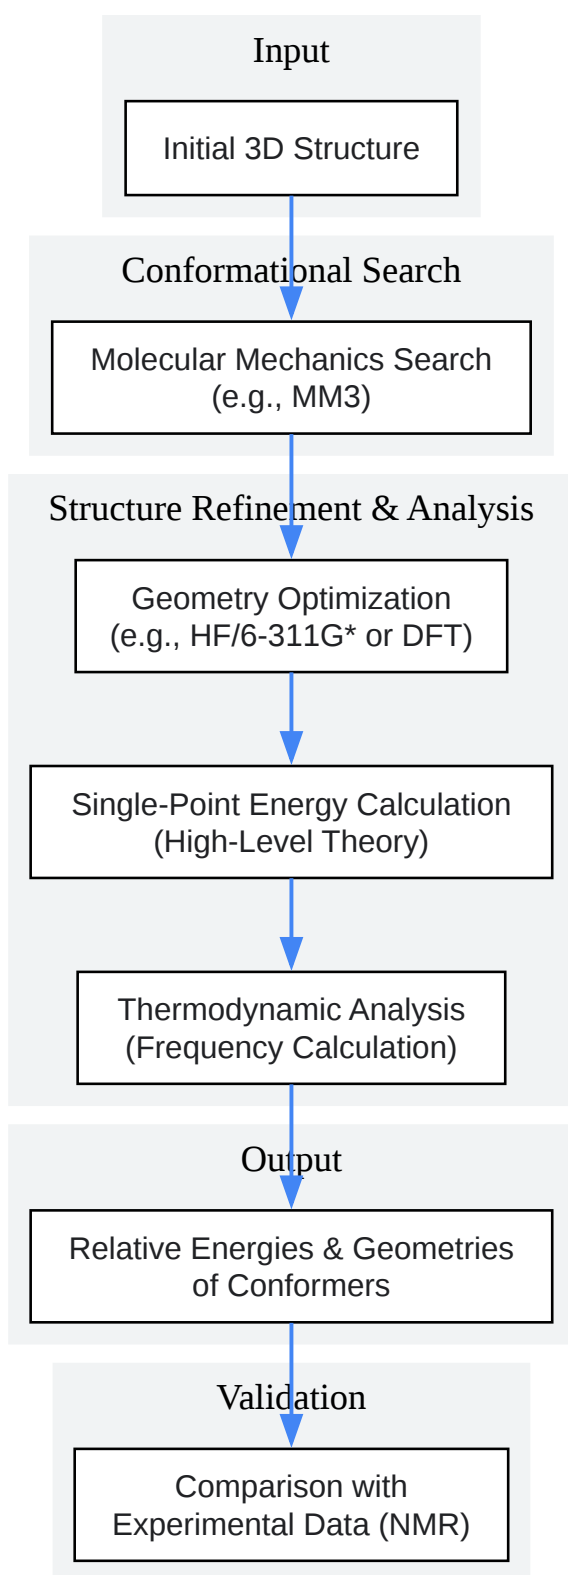 Input
Initial 3D Structure
Conformational Search
Molecular Mechanics Search
(e.g., MM3)
Structure Refinement & Analysis
Geometry Optimization
(e.g., HF/6-311G* or DFT)
Single-Point Energy Calculation
(High-Level Theory)
Thermodynamic Analysis
(Frequency Calculation)
Output
Relative Energies & Geometries
of Conformers
Validation
Comparison with
Experimental Data (NMR)